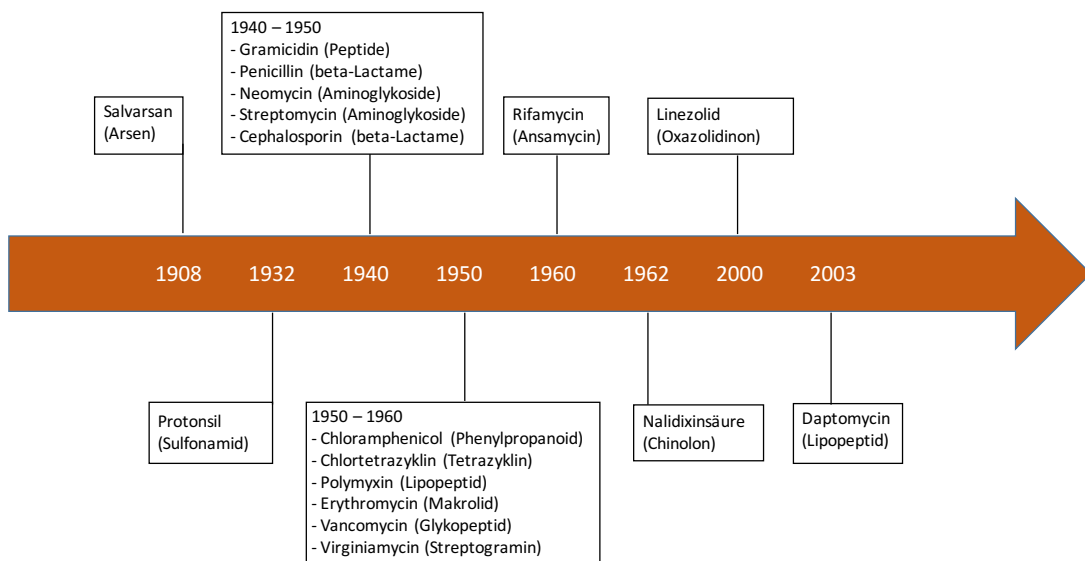 1940 – 1950
- Gramicidin (Peptide)
- Penicillin (beta-Lactame)
- Neomycin (Aminoglykoside)
- Streptomycin (Aminoglykoside)
- Cephalosporin (beta-Lactame)
Salvarsan
(Arsen)
Rifamycin
(Ansamycin)
Linezolid
(Oxazolidinon)
1908 1932 1940 1950 1960 1962 2000 2003
Protonsil
(Sulfonamid)
1950 – 1960
- Chloramphenicol (Phenylpropanoid)
- Chlortetrazyklin (Tetrazyklin)
- Polymyxin (Lipopeptid)
- Erythromycin (Makrolid)
- Vancomycin (Glykopeptid)
- Virginiamycin (Streptogramin)
Nalidixinsäure
(Chinolon)
Daptomycin
(Lipopeptid)